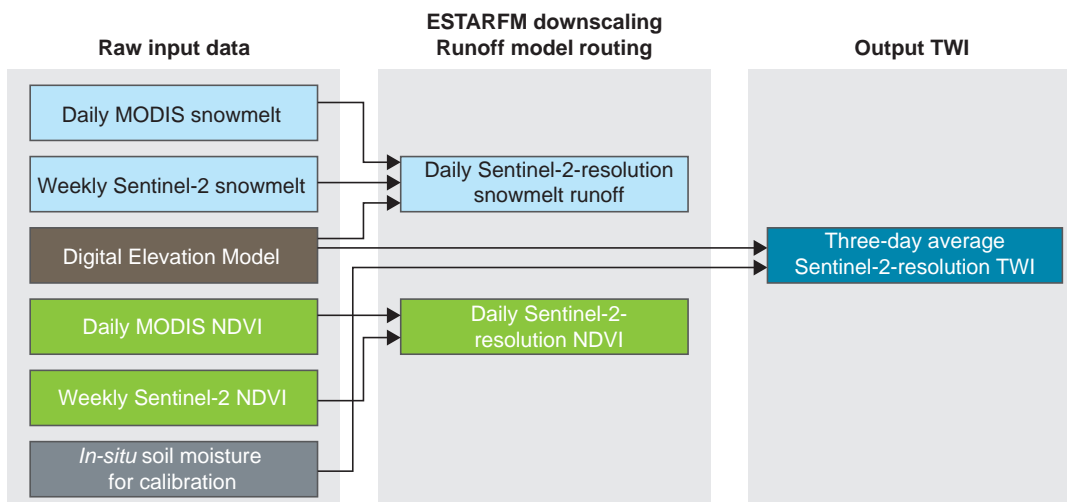 Raw input data
ESTARFM downscaling
Runoff model routing
Output TWI
Daily MODIS snowmelt
Weekly Sentinel-2 snowmelt
Digital Elevation Model
Daily MODIS NDVI
Weekly Sentinel-2 NDVI
In-situ soil moisture
for calibration
Daily Sentinel-2-resolution
snowmelt runoff
Daily Sentinel-2-
resolution NDVI
Three-day average
Sentinel-2-resolution TWI